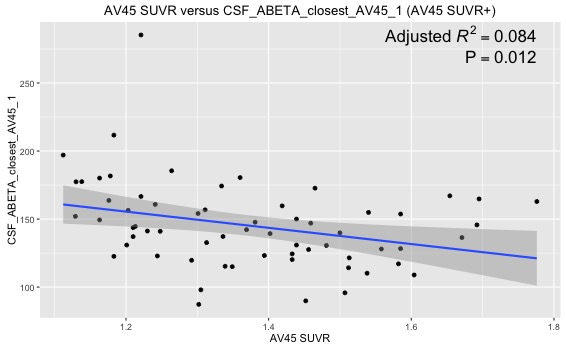 AV45 SUVR versus CSF_ABETA_closest_AV45_1 (AV45 SUVR+)
Adjusted R² = 0.084
P = 0.012
CSF_ABETA_closest_AV45_1
250
200
150
100
1.2
1.4
1.6
1.8
AV45 SUVR